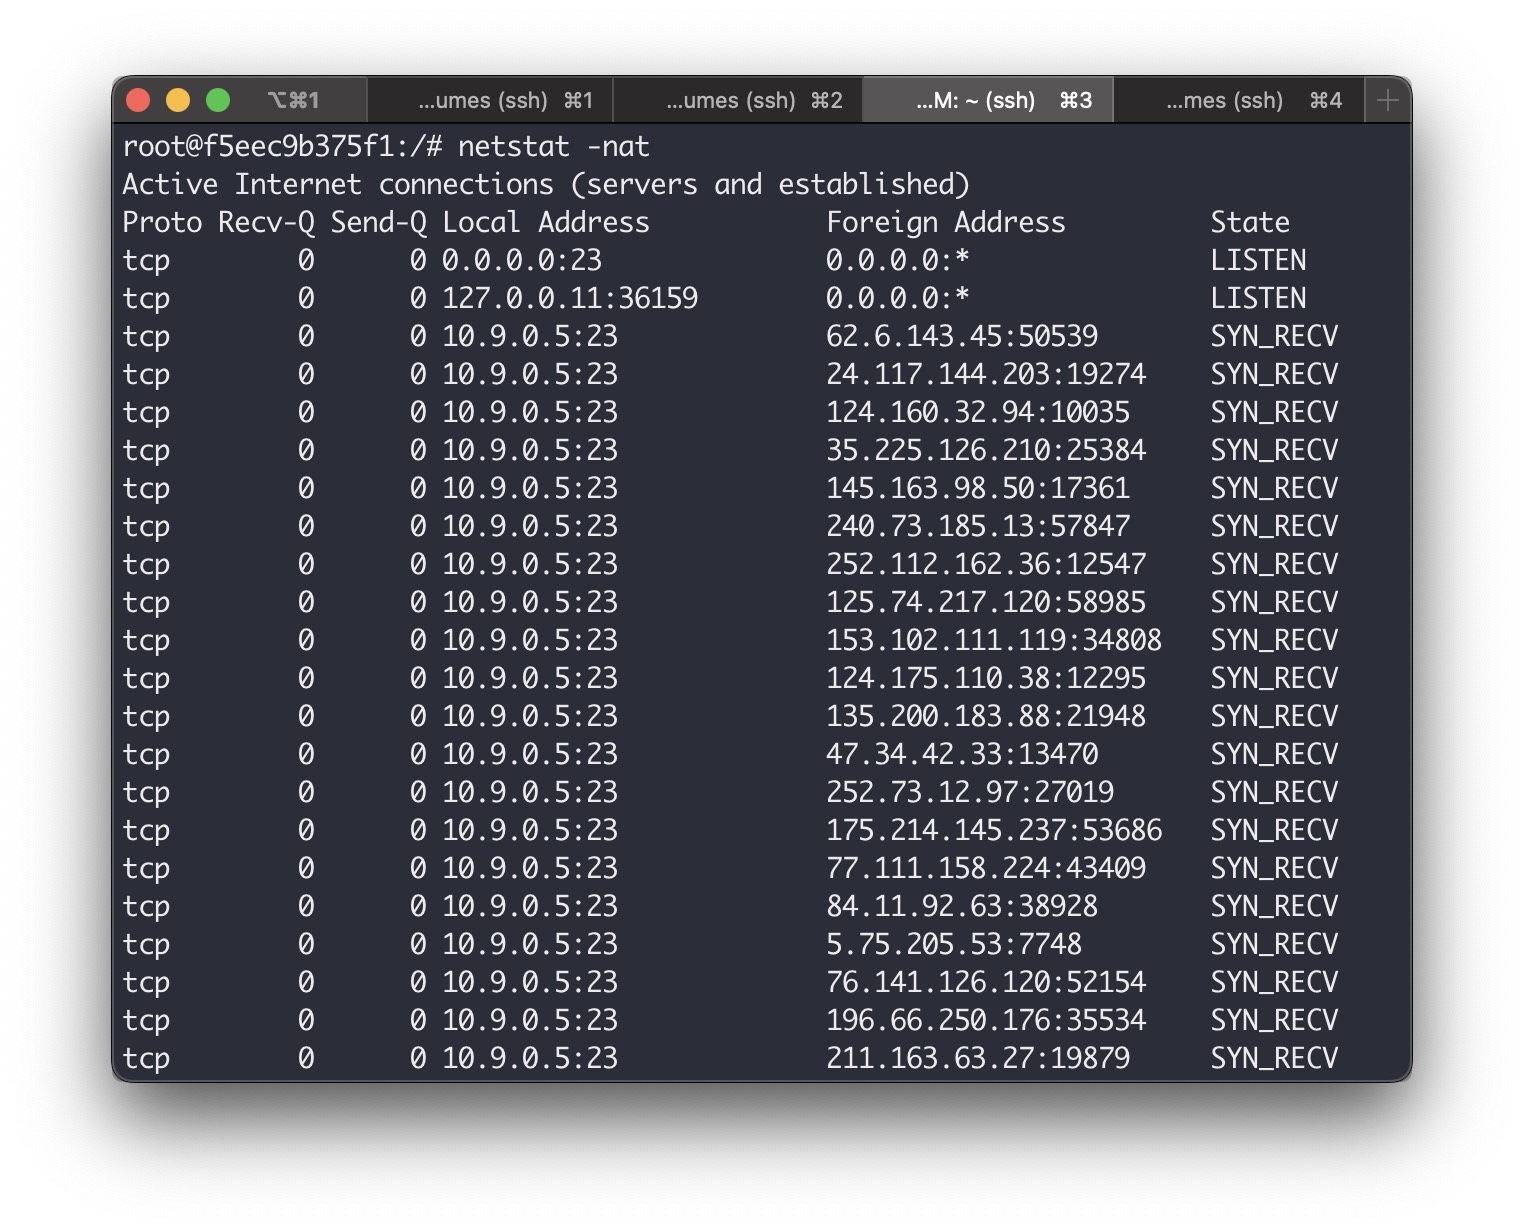 ⌥⌘1 ...umes (ssh) ⌘1 ...umes (ssh) ⌘2 ...M: ~ (ssh) ⌘3 ...mes (ssh) ⌘4 +
root@f5eec9b375f1:/# netstat -nat
Active Internet connections (servers and established)
Proto Recv-Q Send-Q Local Address           Foreign Address         State
tcp        0      0 0.0.0.0:23              0.0.0.0:*               LISTEN
tcp        0      0 127.0.0.11:36159        0.0.0.0:*               LISTEN
tcp        0      0 10.9.0.5:23             62.6.143.45:50539       SYN_RECV
tcp        0      0 10.9.0.5:23             24.117.144.203:19274    SYN_RECV
tcp        0      0 10.9.0.5:23             124.160.32.94:10035     SYN_RECV
tcp        0      0 10.9.0.5:23             35.225.126.210:25384    SYN_RECV
tcp        0      0 10.9.0.5:23             145.163.98.50:17361     SYN_RECV
tcp        0      0 10.9.0.5:23             240.73.185.13:57847     SYN_RECV
tcp        0      0 10.9.0.5:23             252.112.162.36:12547    SYN_RECV
tcp        0      0 10.9.0.5:23             125.74.217.120:58985    SYN_RECV
tcp        0      0 10.9.0.5:23             153.102.111.119:34808   SYN_RECV
tcp        0      0 10.9.0.5:23             124.175.110.38:12295    SYN_RECV
tcp        0      0 10.9.0.5:23             135.200.183.88:21948    SYN_RECV
tcp        0      0 10.9.0.5:23             47.34.42.33:13470       SYN_RECV
tcp        0      0 10.9.0.5:23             252.73.12.97:27019      SYN_RECV
tcp        0      0 10.9.0.5:23             175.214.145.237:53686   SYN_RECV
tcp        0      0 10.9.0.5:23             77.111.158.224:43409    SYN_RECV
tcp        0      0 10.9.0.5:23             84.11.92.63:38928       SYN_RECV
tcp        0      0 10.9.0.5:23             5.75.205.53:7748        SYN_RECV
tcp        0      0 10.9.0.5:23             76.141.126.120:52154    SYN_RECV
tcp        0      0 10.9.0.5:23             196.66.250.176:35534    SYN_RECV
tcp        0      0 10.9.0.5:23             211.163.63.27:19879     SYN_RECV